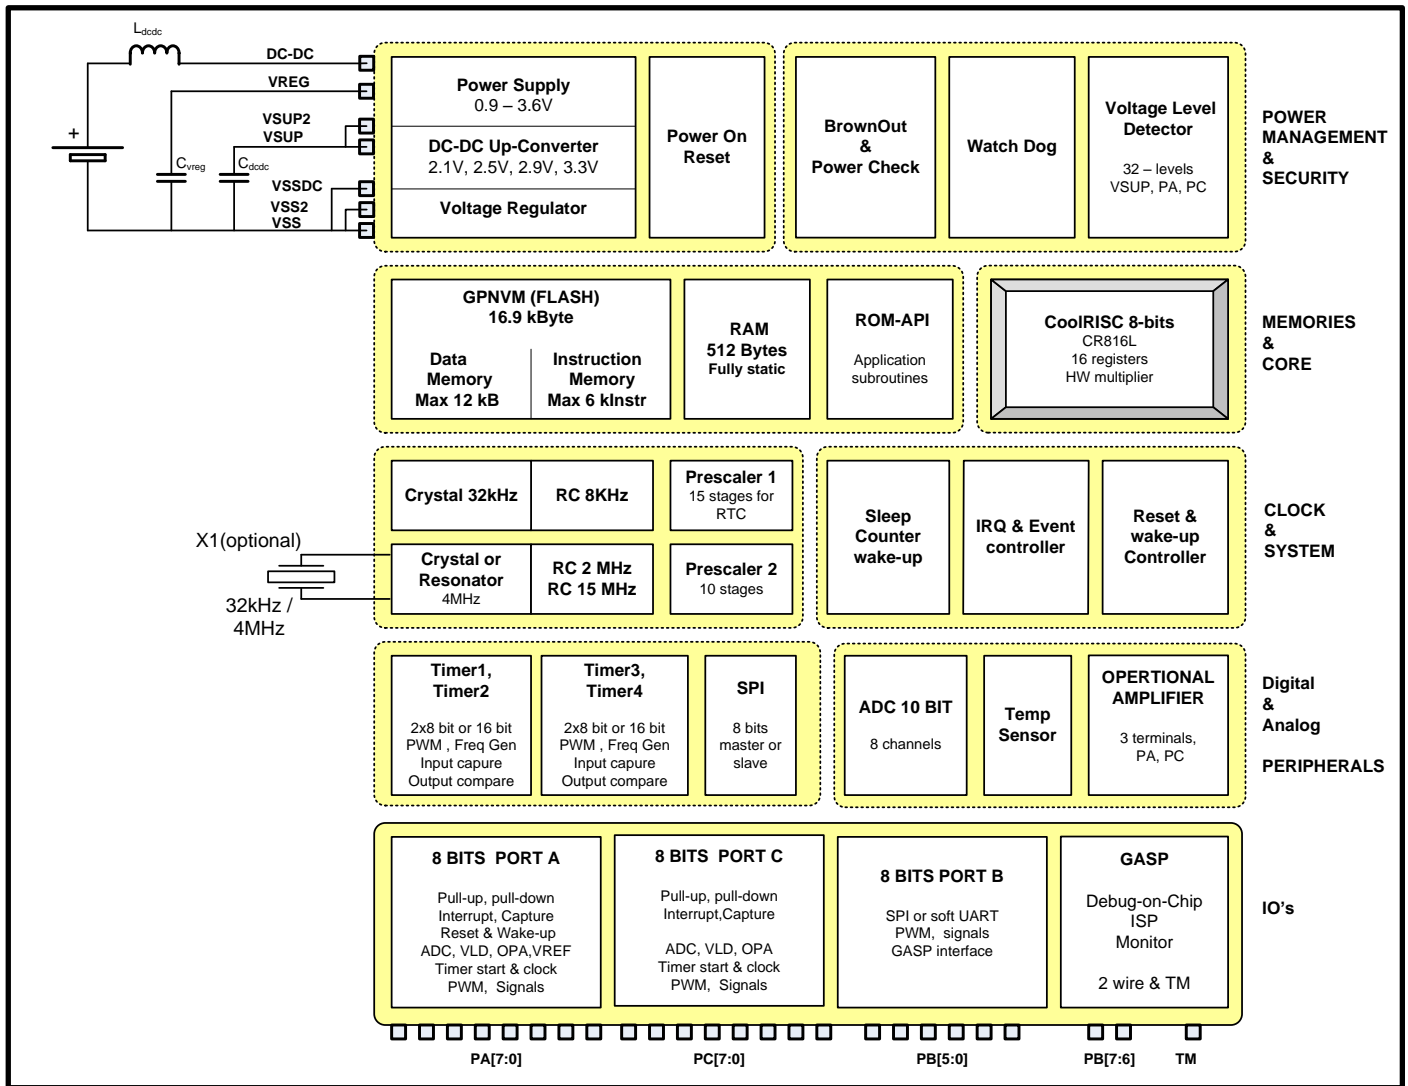 Ldcdc
DC-DC
VREG
VSUP2
VSUP
+
Cvreg
Cdcdc
VSSDC
VSS2
VSS
Power Supply
0.9 – 3.6V
DC-DC Up-Converter
2.1V, 2.5V, 2.9V, 3.3V
Voltage Regulator
Power On
Reset
BrownOut
&
Power Check
Watch Dog
Voltage Level
Detector
32 – levels
VSUP, PA, PC
POWER
MANAGEMENT
&
SECURITY
GPNVM (FLASH)
16.9 kByte
Data
Memory
Max 12 kB
Instruction
Memory
Max 6 kInstr
RAM
512 Bytes
Fully static
ROM-API
Application
subroutines
CoolRISC 8-bits
CR816L
16 registers
HW multiplier
MEMORIES
&
CORE
Crystal 32kHz
RC 8KHz
Prescaler 1
15 stages for
RTC
X1(optional)
32kHz /
4MHz
Crystal or
Resonator
4MHz
RC 2 MHz
RC 15 MHz
Prescaler 2
10 stages
Sleep
Counter
wake-up
IRQ & Event
controller
Reset &
wake-up
Controller
CLOCK
&
SYSTEM
Timer1,
Timer2
2x8 bit or 16 bit
PWM , Freq Gen
Input capure
Output compare
Timer3,
Timer4
2x8 bit or 16 bit
PWM , Freq Gen
Input capure
Output compare
SPI
8 bits
master or
slave
ADC 10 BIT
8 channels
Temp
Sensor
OPERTIONAL
AMPLIFIER
3 terminals,
PA, PC
Digital
&
Analog
PERIPHERALS
8 BITS PORT A
Pull-up, pull-down
Interrupt, Capture
Reset & Wake-up
ADC, VLD, OPA,VREF
Timer start & clock
PWM, Signals
8 BITS PORT C
Pull-up, pull-down
Interrupt,Capture
ADC, VLD, OPA
Timer start & clock
PWM, Signals
8 BITS PORT B
SPI or soft UART
PWM, signals
GASP interface
GASP
Debug-on-Chip
ISP
Monitor
2 wire & TM
IO's
PA[7:0]
PC[7:0]
PB[5:0]
PB[7:6]
TM